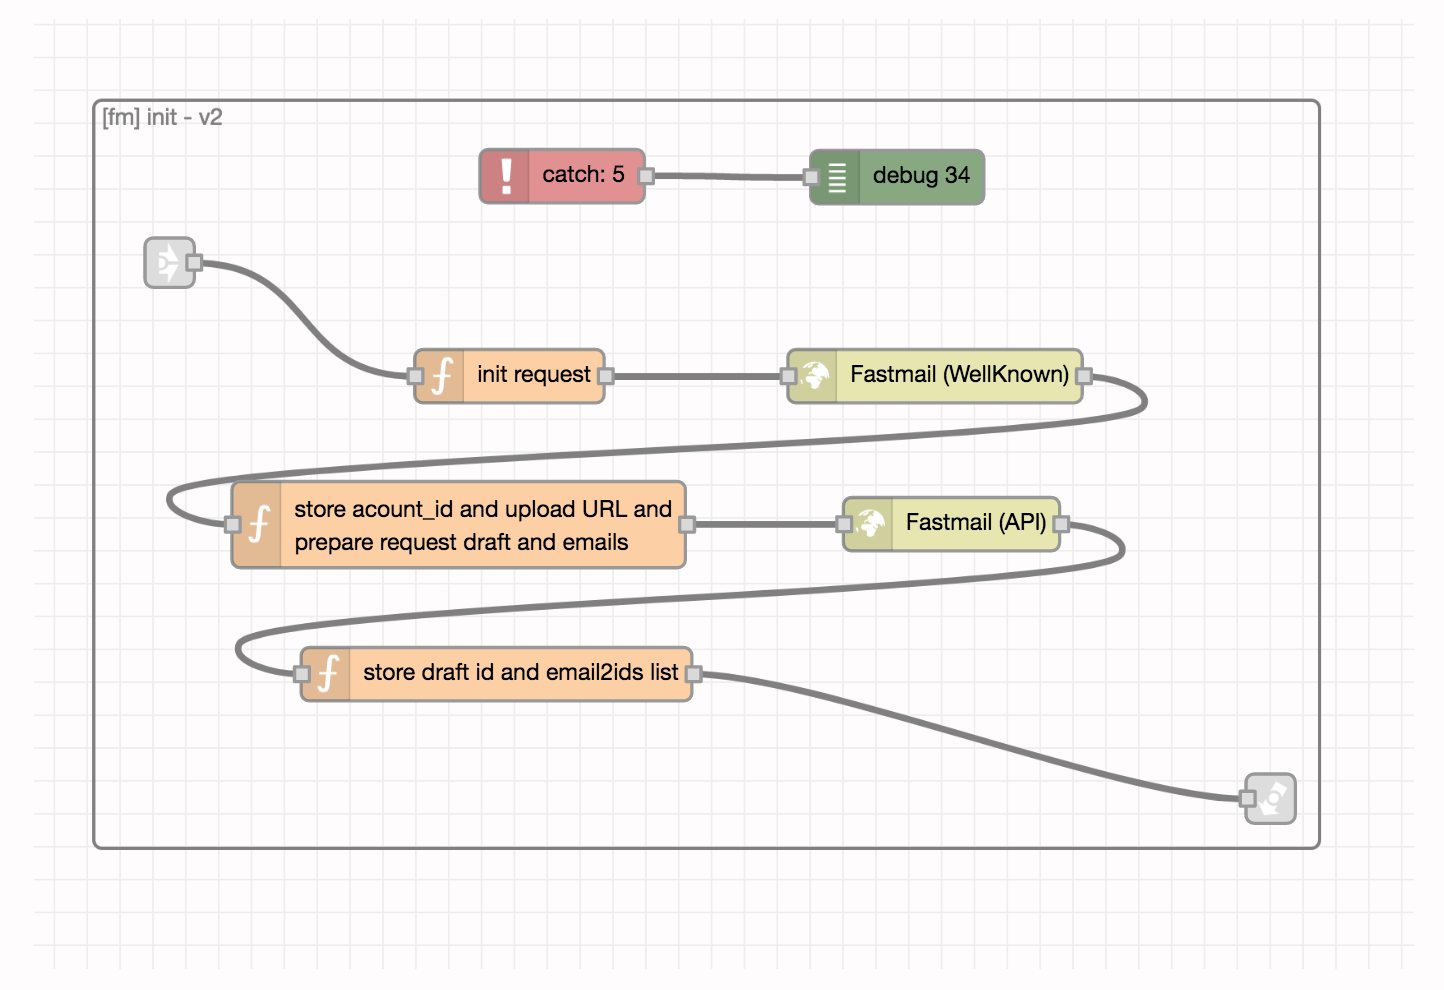 [fm] init - v2
catch: 5
debug 34
init request
Fastmail (WellKnown)
store acount_id and upload URL and
prepare request draft and emails
Fastmail (API)
store draft id and email2ids list